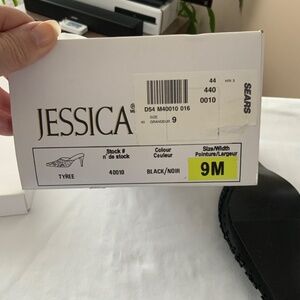 JESSICA
D54 M40010 016
SIZE
GRANDEUR 9
44
440
0010
SEARS
Stock #
n° de stock
Colour
Couleur
Size/Width
Pointure/Largeur
TYREE
40010
BLACK/NOIR
9M